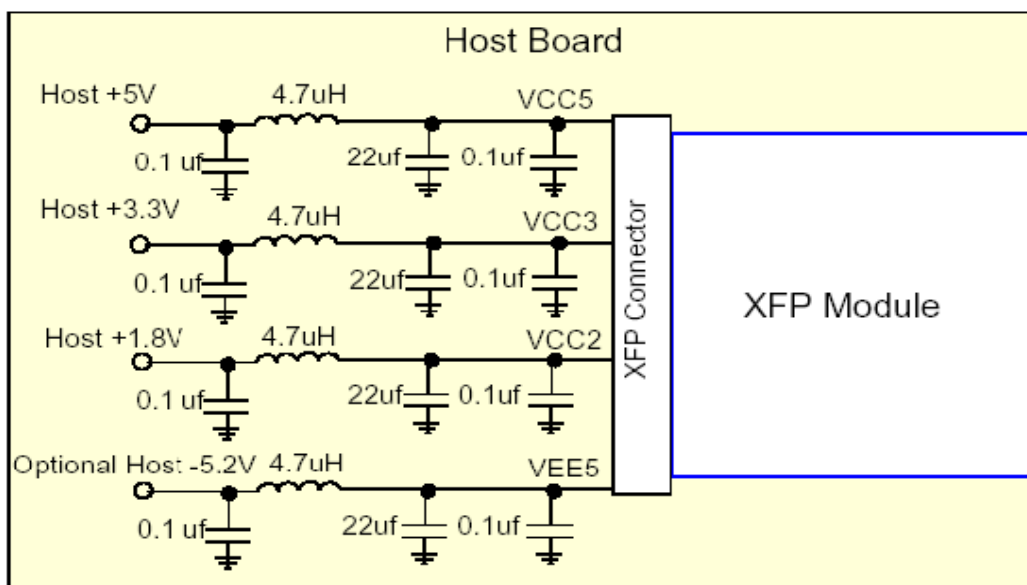 Host Board
Host +5V
4.7uH
VCC5
0.1 uf
22uf
0.1uf
Host +3.3V
4.7uH
VCC3
0.1 uf
22uf
0.1uf
Host +1.8V
4.7uH
VCC2
0.1 uf
22uf
0.1uf
Optional Host -5.2V
4.7uH
VEE5
0.1 uf
22uf
0.1uf
XFP Connector
XFP Module